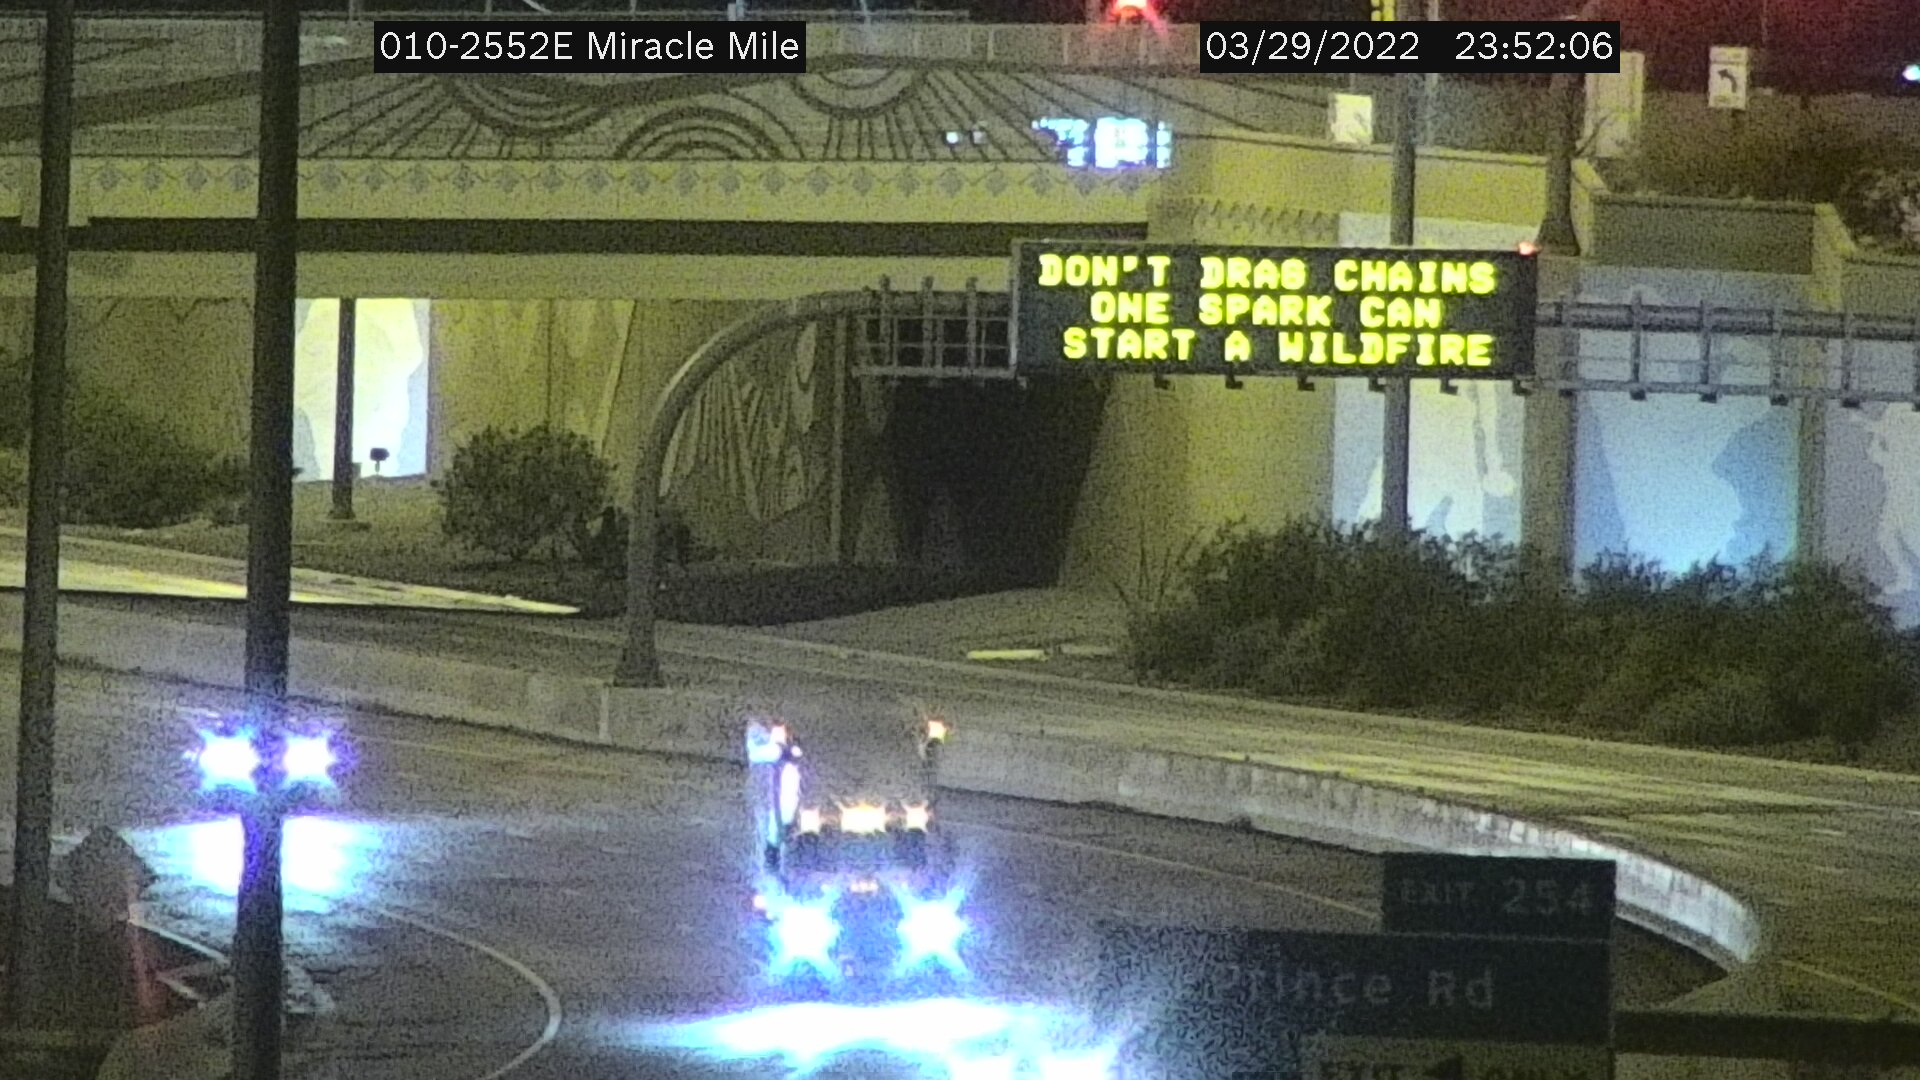 010-2552E Miracle Mile
03/29/2022 23:52:06
DON'T DRAG CHAINS
ONE SPARK CAN
START A WILDFIRE
EXIT 254
Prince Rd